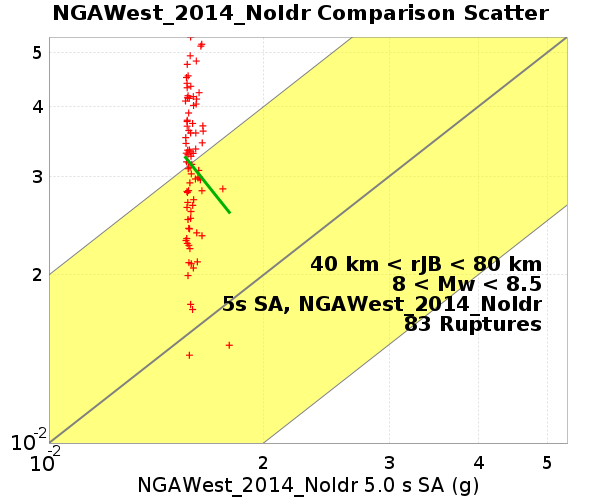 NGAWest_2014_NoIdr Comparison Scatter
5
4
3
2
10-2
40 km < rJB < 80 km
8 < Mw < 8.5
5s SA, NGAWest_2014_NoIdr
83 Ruptures
10-2
2
3
4
5
NGAWest_2014_NoIdr 5.0 s SA (g)